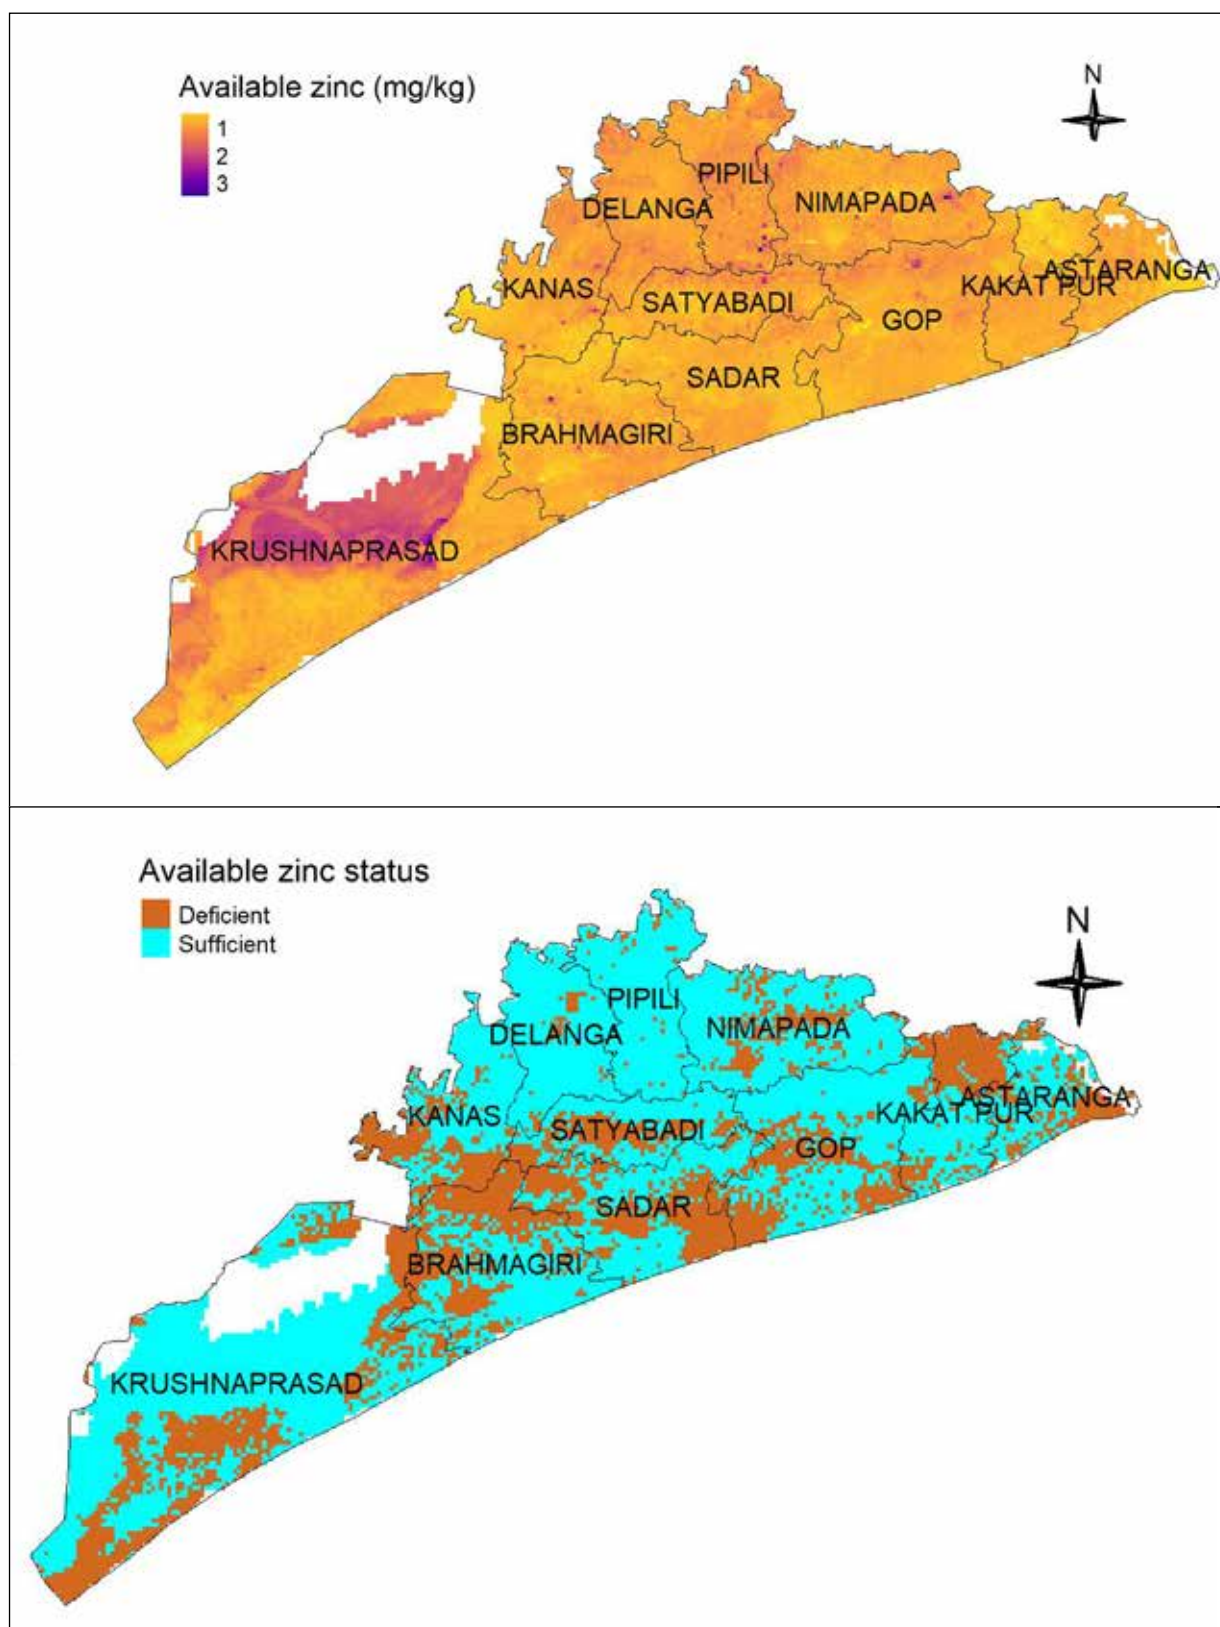 Available zinc (mg/kg)
1
2
3
N
PIPILI
DELANGA
NIMAPADA
ASTARANGA
KANAS
KAKAT PUR
SATYABADI
GOP
SADAR
BRAHMAGIRI
KRUSHNAPRASAD
Available zinc status
Deficient
Sufficient
N
PIPILI
DELANGA
NIMAPADA
ASTARANGA
KANAS
KAKAT PUR
SATYABADI
GOP
SADAR
BRAHMAGIRI
KRUSHNAPRASAD